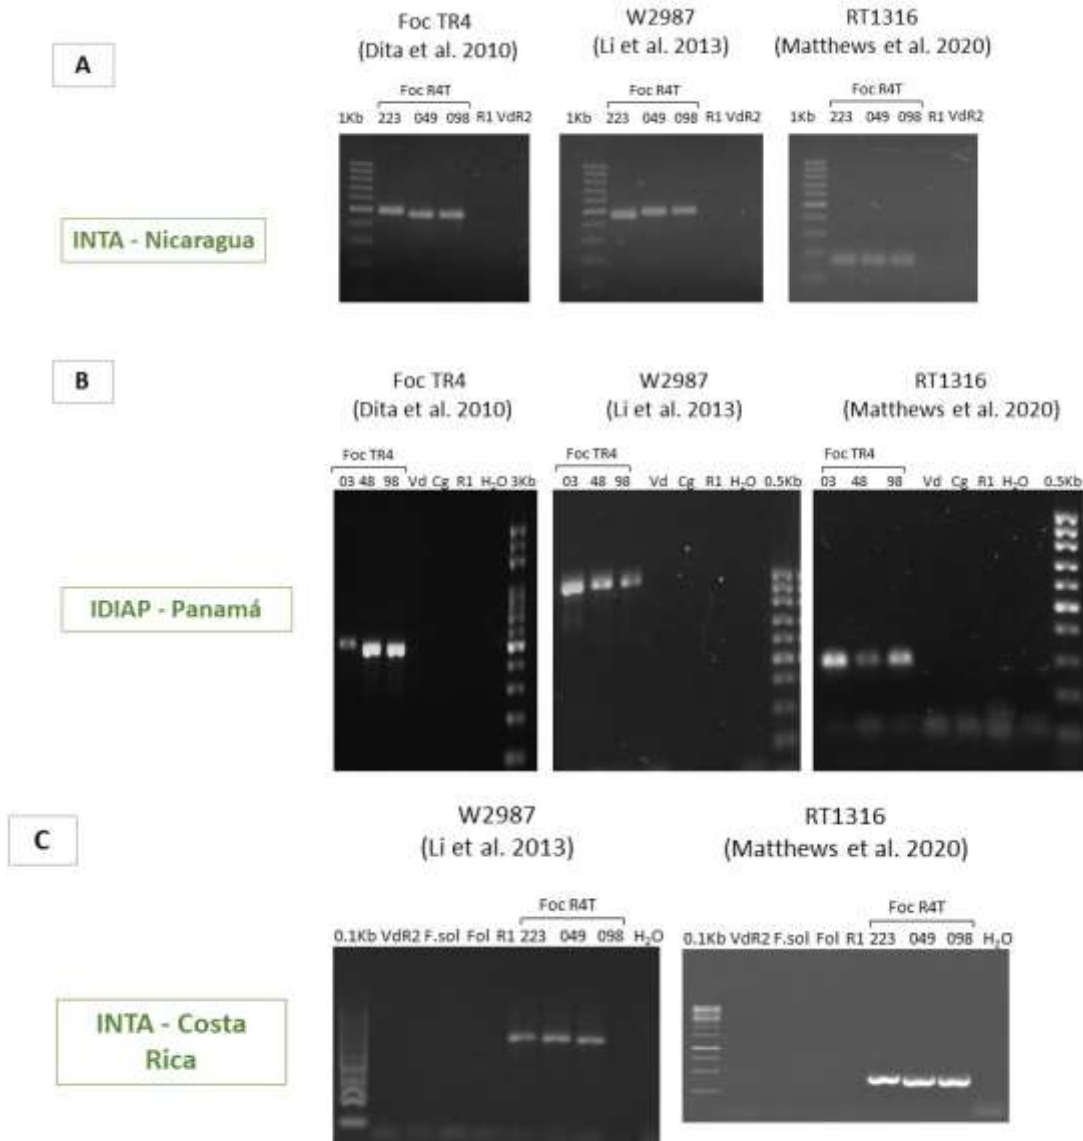 A
Foc TR4
(Dita et al. 2010)
W2987
(Li et al. 2013)
RT1316
(Matthews et al. 2020)
Foc R4T
1Kb 223 049 098 R1 VdR2
Foc R4T
1Kb 223 049 098 R1 VdR2
Foc R4T
1Kb 223 049 098 R1 VdR2
INTA - Nicaragua
B
Foc TR4
(Dita et al. 2010)
W2987
(Li et al. 2013)
RT1316
(Matthews et al. 2020)
Foc TR4
03 48 98 Vd Cg R1 H₂O 3Kb
Foc TR4
03 48 98 Vd Cg R1 H₂O 0.5Kb
Foc TR4
03 48 98 Vd Cg R1 H₂O 0.5Kb
IDIAP - Panamá
C
W2987
(Li et al. 2013)
RT1316
(Matthews et al. 2020)
Foc R4T
0.1Kb VdR2 F.sol Fol R1 223 049 098 H₂O
Foc R4T
0.1Kb VdR2 F.sol Fol R1 223 049 098 H₂O
INTA - Costa
Rica